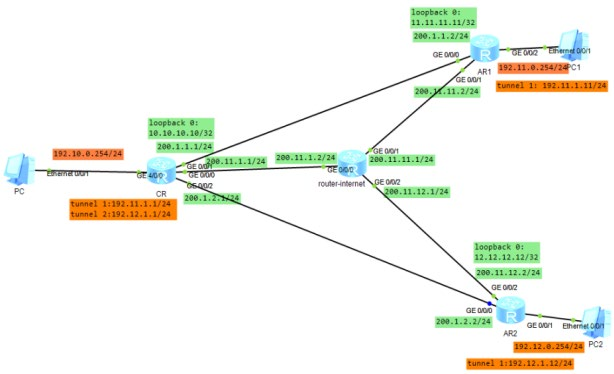 loopback 0:
11.11.11.11/32
200.1.1.2/24
GE 0/0/0
GE 0/0/2
Ethernet 0/0/1
AR1
192.11.0.254/24
PC1
GE 0/0/1
tunnel 1: 192.11.1.11/24
200.11.11.2/24
loopback 0:
10.10.10.10/32
200.1.1.1/24
192.10.0.254/24
GE 0/0/1
200.11.1.1/24
200.11.1.2/24
GE 0/0/1
200.11.11.1/24
Ethernet 0/0/1
GE 4/0/0
GE 0/0/0
GE 0/0/0
PC
CR
GE 0/0/2
200.1.2.1/24
router-internet
GE 0/0/2
200.11.12.1/24
tunnel 1:192.11.1.1/24
tunnel 2:192.12.1.1/24
loopback 0:
12.12.12.12/32
200.11.12.2/24
GE 0/0/2
GE 0/0/0
200.1.2.2/24
GE 0/0/1
Ethernet 0/0/1
AR2
192.12.0.254/24
PC2
tunnel 1:192.12.1.12/24